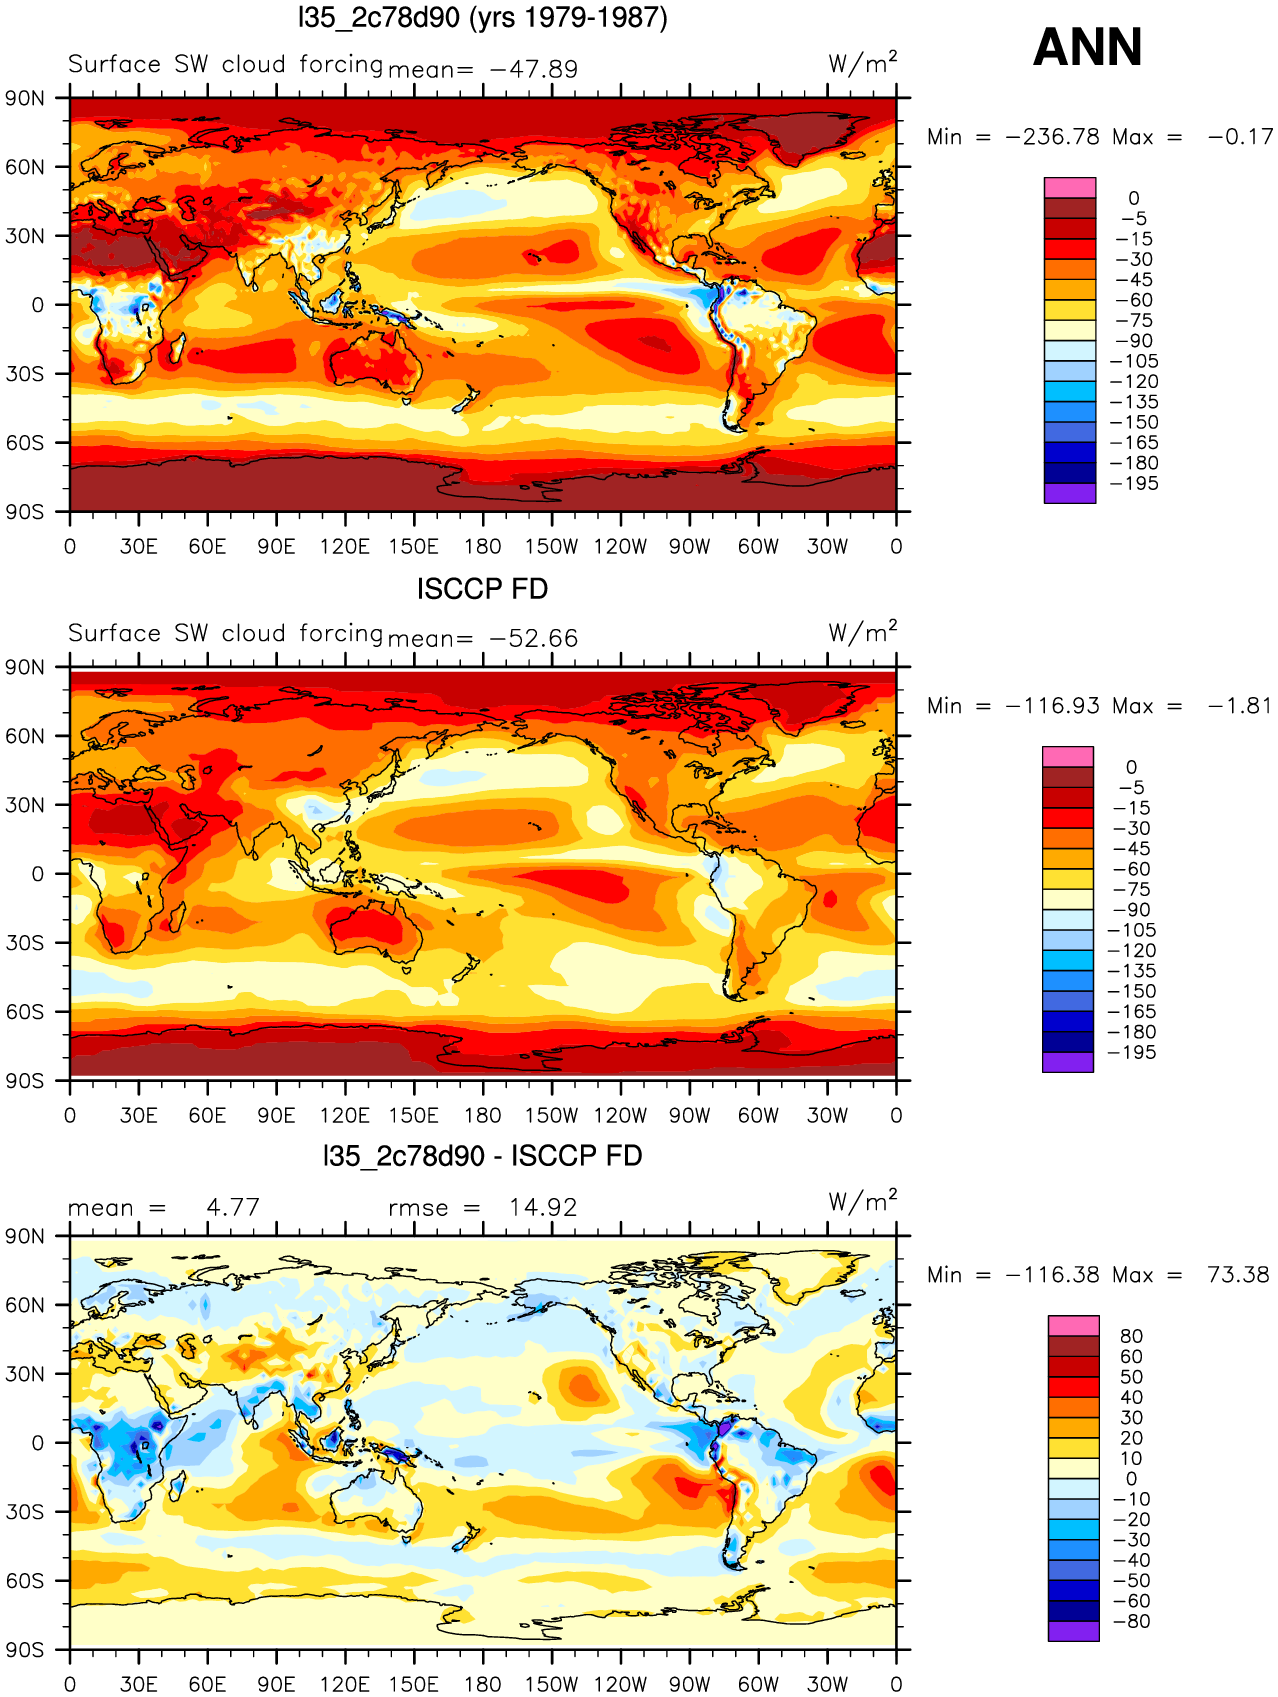 l35_2c78d90 (yrs 1979-1987)
ANN
Surface SW cloud forcing mean= −47.89 W/m²
Min = −236.78 Max = −0.17
90N
60N
30N
0
30S
60S
90S
0 30E 60E 90E 120E 150E 180 150W 120W 90W 60W 30W 0
0
−5
−15
−30
−45
−60
−75
−90
−105
−120
−135
−150
−165
−180
−195
ISCCP FD
Surface SW cloud forcing mean= −52.66 W/m²
Min = −116.93 Max = −1.81
90N
60N
30N
0
30S
60S
90S
0 30E 60E 90E 120E 150E 180 150W 120W 90W 60W 30W 0
0
−5
−15
−30
−45
−60
−75
−90
−105
−120
−135
−150
−165
−180
−195
l35_2c78d90 - ISCCP FD
mean = 4.77 rmse = 14.92 W/m²
Min = −116.38 Max = 73.38
90N
60N
30N
0
30S
60S
90S
0 30E 60E 90E 120E 150E 180 150W 120W 90W 60W 30W 0
80
60
50
40
30
20
10
0
−10
−20
−30
−40
−50
−60
−80